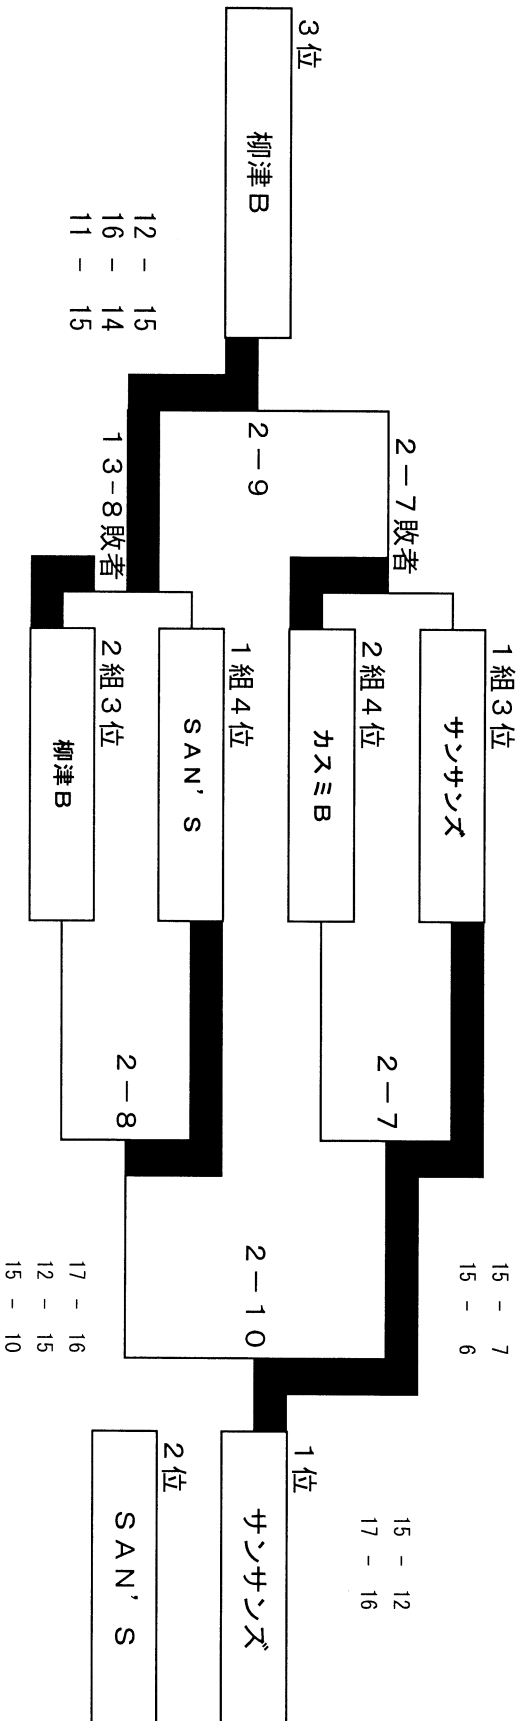 3位
柳津B
12 - 15
16 - 14
11 - 15
2-9
2-7敗者
13-8敗者
1組3位
サンサンズ
2組4位
カスミB
1組4位
SAN'S
2組3位
柳津B
2-7
2-8
15 - 7
15 - 6
2-10
17 - 16
12 - 15
15 - 10
15 - 12
17 - 16
1位
サンサンズ
2位
SAN'S